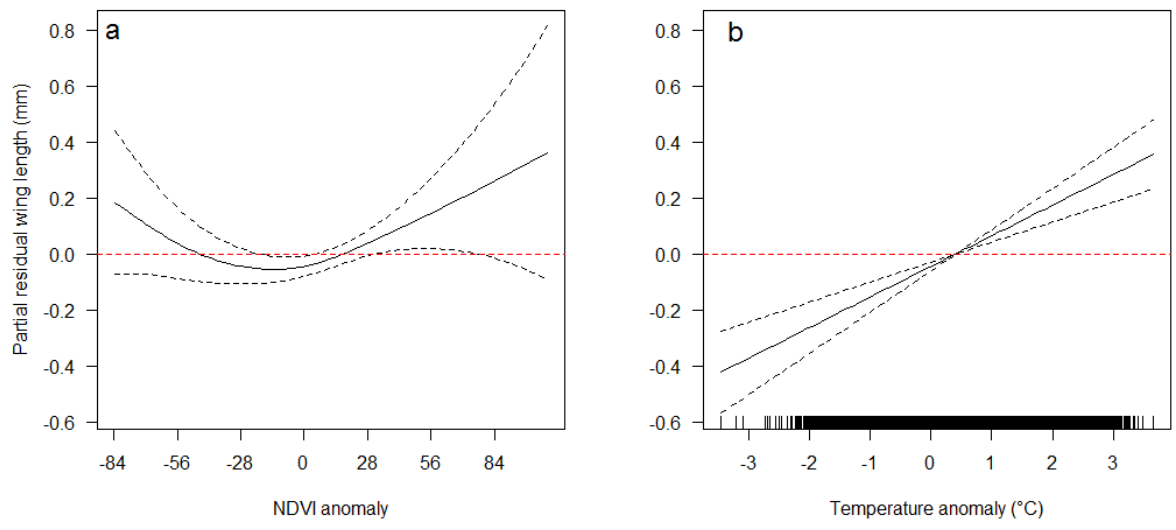 a
Partial residual wing length (mm)
0.8
0.6
0.4
0.2
0.0
-0.2
-0.4
-0.6
-84 -56 -28 0 28 56 84
NDVI anomaly
b
0.8
0.6
0.4
0.2
0.0
-0.2
-0.4
-0.6
-3 -2 -1 0 1 2 3
Temperature anomaly (°C)